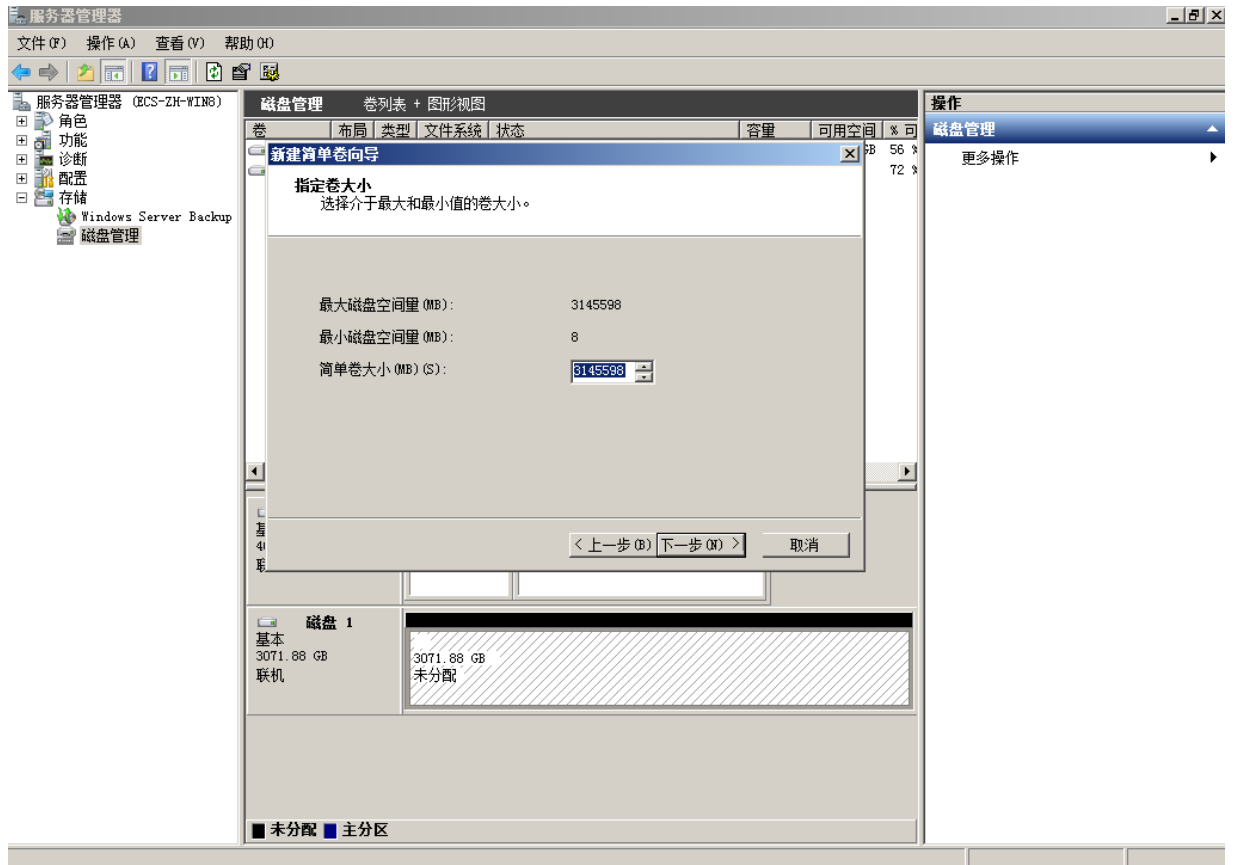 服务器管理器
文件(F) 操作(A) 查看(V) 帮助(H)
服务器管理器 (ECS-ZH-WIN8)
角色
功能
诊断
配置
存储
Windows Server Backup
磁盘管理
磁盘管理 卷列表 + 图形视图
卷 布局 类型 文件系统 状态 容量 可用空间 % 可
56 %
72 %
新建简单卷向导
指定卷大小
选择介于最大和最小值的卷大小。
最大磁盘空间量(MB): 3145598
最小磁盘空间量(MB): 8
简单卷大小(MB)(S): 3145598
< 上一步(B) 下一步(N) > 取消
磁盘 1
基本
3071.88 GB
联机
3071.88 GB
未分配
未分配 主分区
操作
磁盘管理
更多操作